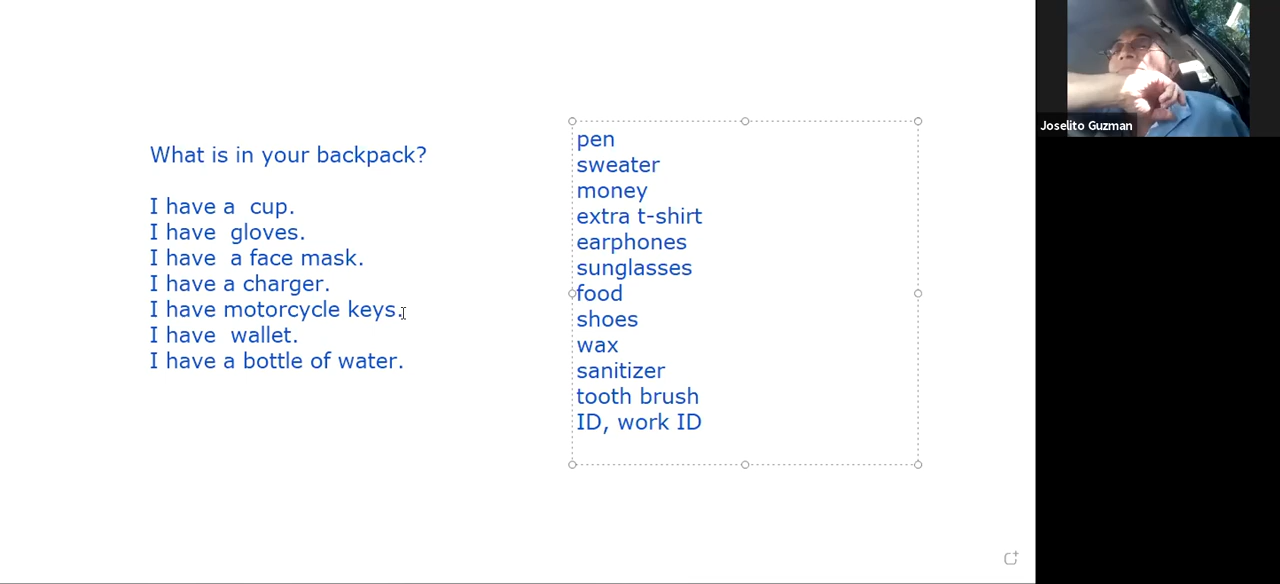 What is in your backpack?
I have a  cup.
I have  gloves.
I have  a face mask.
I have a charger.
I have motorcycle keys.
I have  wallet.
I have a bottle of water.
pen
sweater
money
extra t-shirt
earphones
sunglasses
food
shoes
wax
sanitizer
tooth brush
ID, work ID
Joselito Guzman